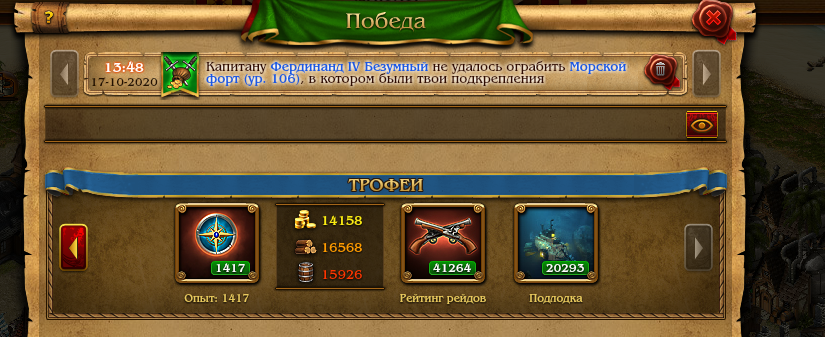 ?
Победа
13:48
17-10-2020
Капитану Фердинанд IV Безумный не удалось ограбить Морской
форт (ур. 106), в котором были твои подкрепления
ТРОФЕИ
1417
Опыт: 1417
14158
16568
15926
41264
Рейтинг рейдов
20293
Подлодка